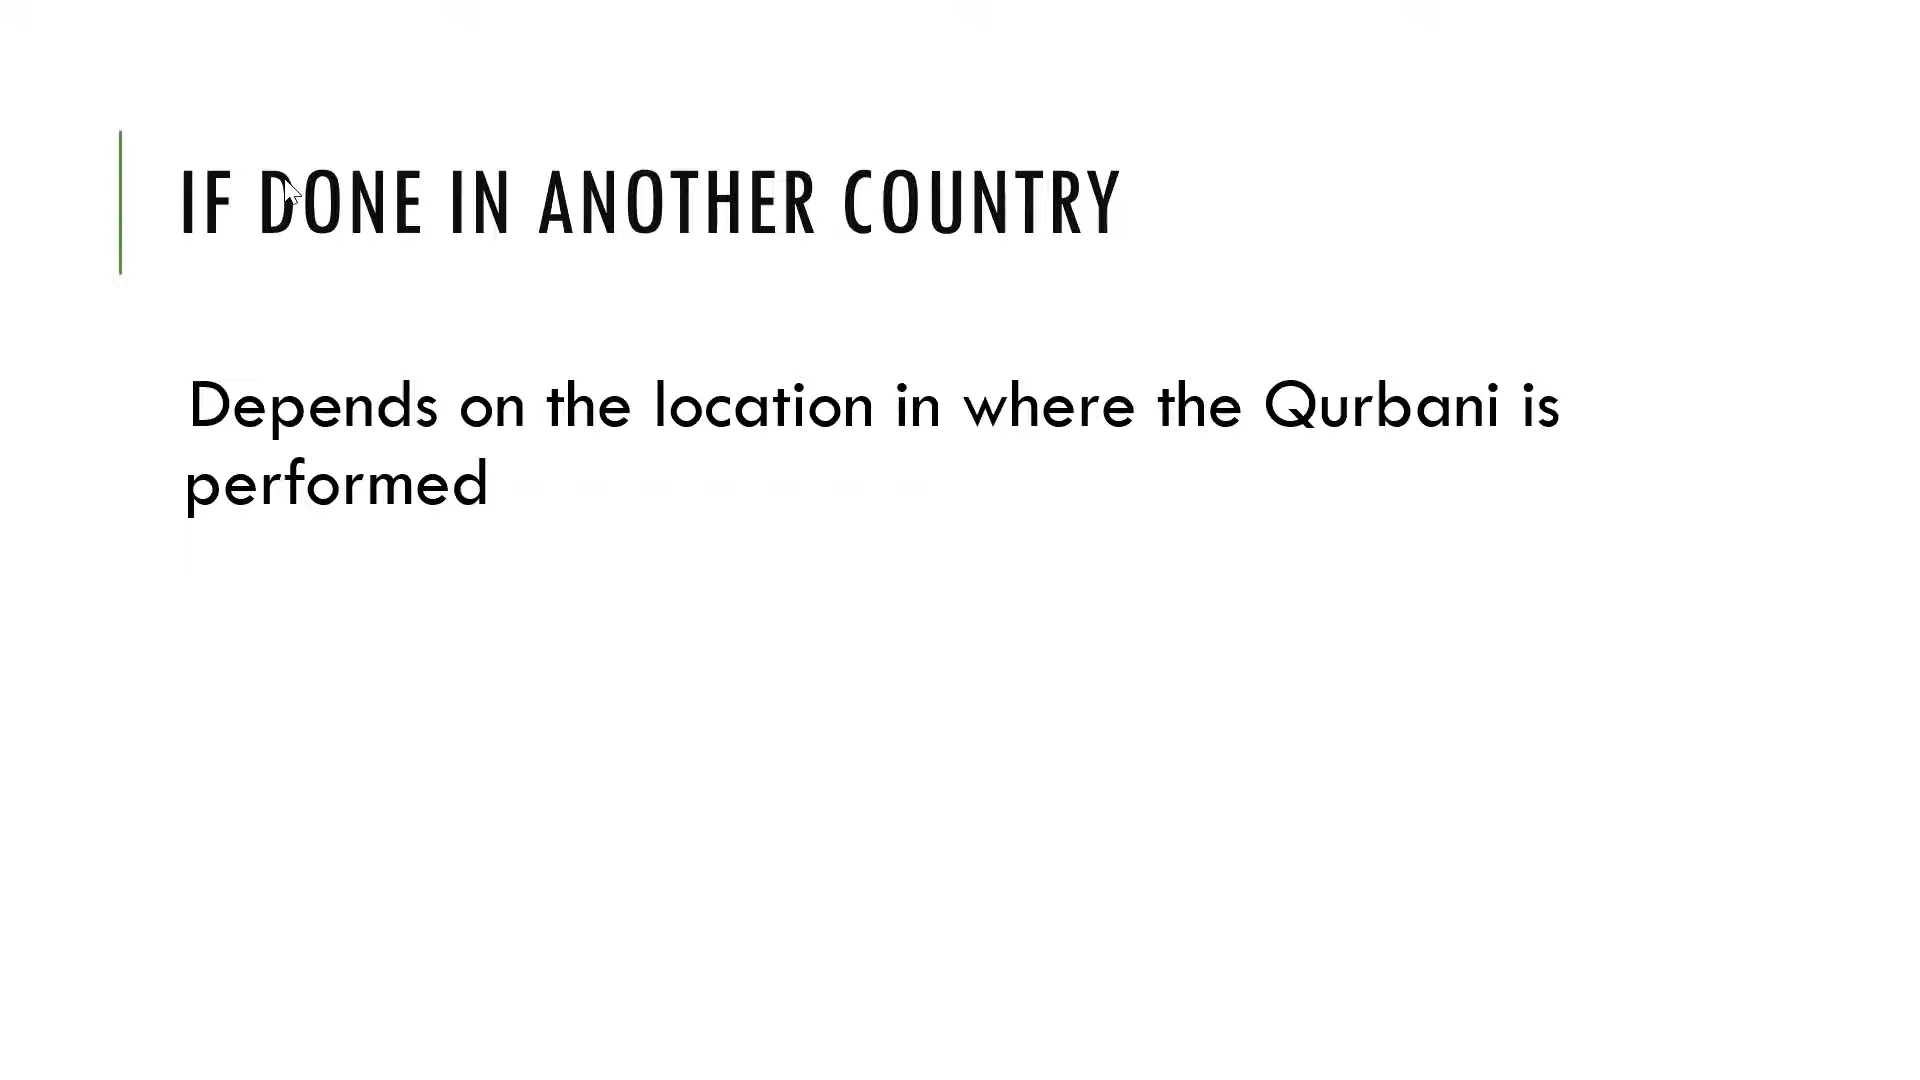 IF DONE IN ANOTHER COUNTRY
Depends on the location in where the Qurbani is
performed